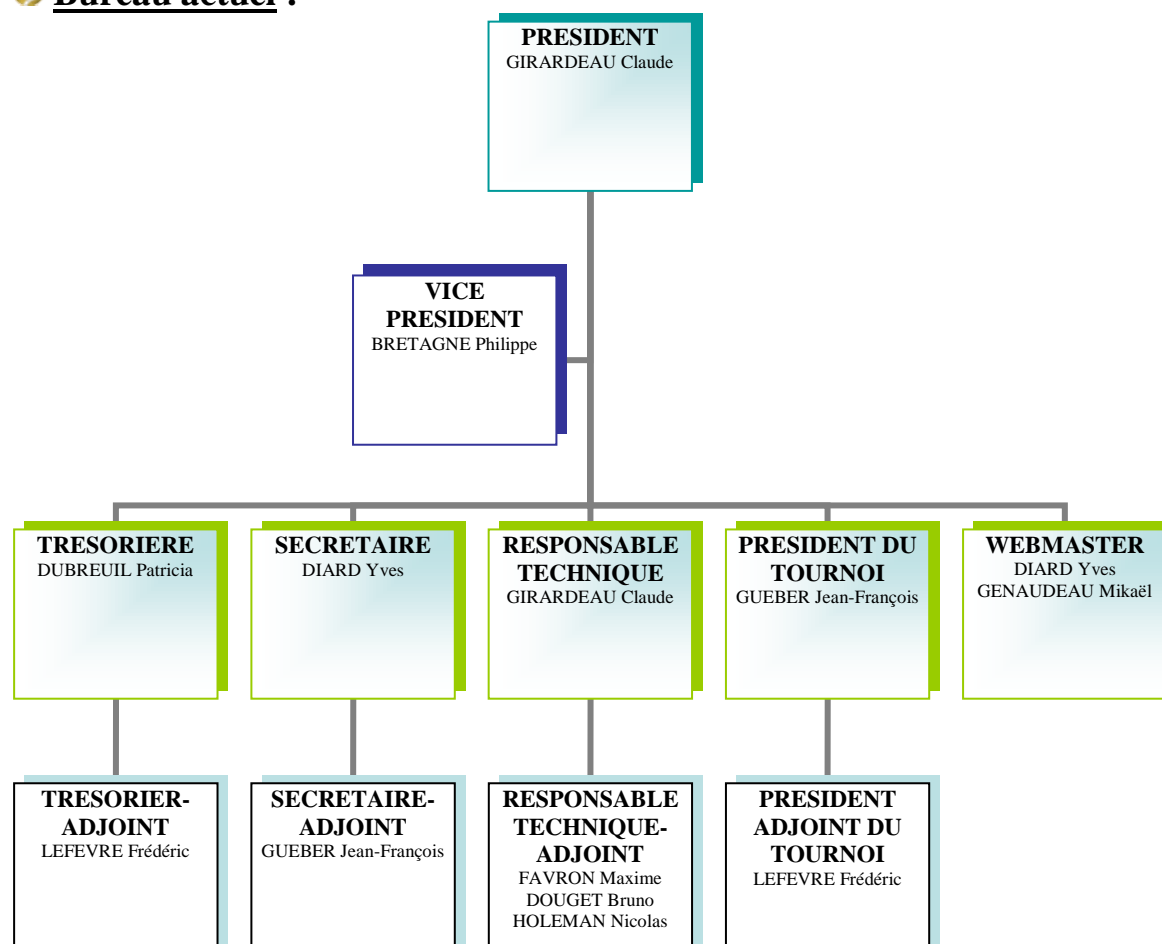 Bureau actuel :
PRESIDENT
GIRARDEAU Claude
VICE
PRESIDENT
BRETAGNE Philippe
TRESORIERE
DUBREUIL Patricia
SECRETAIRE
DIARD Yves
RESPONSABLE
TECHNIQUE
GIRARDEAU Claude
PRESIDENT DU
TOURNOI
GUEBER Jean-François
WEBMASTER
DIARD Yves
GENAUDEAU Mikaël
TRESORIER-
ADJOINT
LEFEVRE Frédéric
SECRETAIRE-
ADJOINT
GUEBER Jean-François
RESPONSABLE
TECHNIQUE-
ADJOINT
FAVRON Maxime
DOUGET Bruno
HOLEMAN Nicolas
PRESIDENT
ADJOINT DU
TOURNOI
LEFEVRE Frédéric